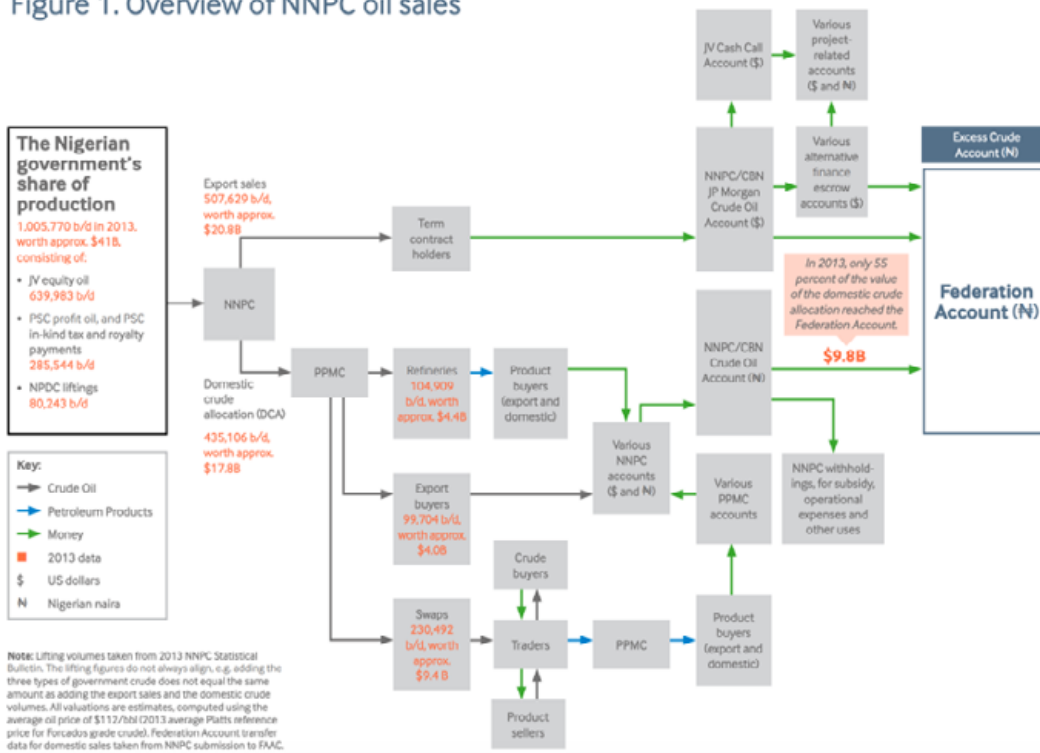 Figure 1. Overview of NNPC oil sales
The Nigerian
government's
share of
production
1,005,770 b/d in 2013,
worth approx. $41B,
consisting of:
• JV equity oil
639,983 b/d
• PSC profit oil, and PSC
in-kind tax and royalty
payments
285,544 b/d
• NPDC liftings
80,243 b/d
Key:
Crude Oil
Petroleum Products
Money
2013 data
$ US dollars
₦ Nigerian naira
Note: Lifting volumes taken from 2013 NNPC Statistical
Bulletin. The lifting figures do not always align, e.g. adding the
three types of government crude does not equal the same
amount as adding the export sales and the domestic crude
volumes. All valuations are estimates, computed using the
average oil price of $112/bbl (2013 average Platts reference
price for Forcados grade crude). Federation Account transfer
data for domestic sales taken from NNPC submission to FAAC.
NNPC
Export sales
507,629 b/d,
worth approx.
$20.8B
Domestic
crude
allocation (DCA)
435,106 b/d,
worth approx.
$17.8B
PPMC
Term
contract
holders
Refineries
104,909
b/d, worth
approx. $4.4B
Product
buyers
(export and
domestic)
Export
buyers
99,704 b/d,
worth approx.
$4.0B
Swaps
230,492
b/d, worth
approx.
$9.4 B
Crude
buyers
Traders
Product
sellers
PPMC
Product
buyers
(export and
domestic)
Various
PPMC
accounts
Various
NNPC
accounts
($ and ₦)
JV Cash Call
Account ($)
Various
project-
related
accounts
($ and ₦)
NNPC/CBN
JP Morgan
Crude Oil
Account ($)
Various
alternative
finance
escrow
accounts ($)
NNPC/CBN
Crude Oil
Account (₦)
In 2013, only 55
percent of the value
of the domestic crude
allocation reached the
Federation Account.
$9.8B
NNPC withhold-
ings, for subsidy,
operational
expenses and
other uses
Excess Crude
Account (₦)
Federation
Account (₦)